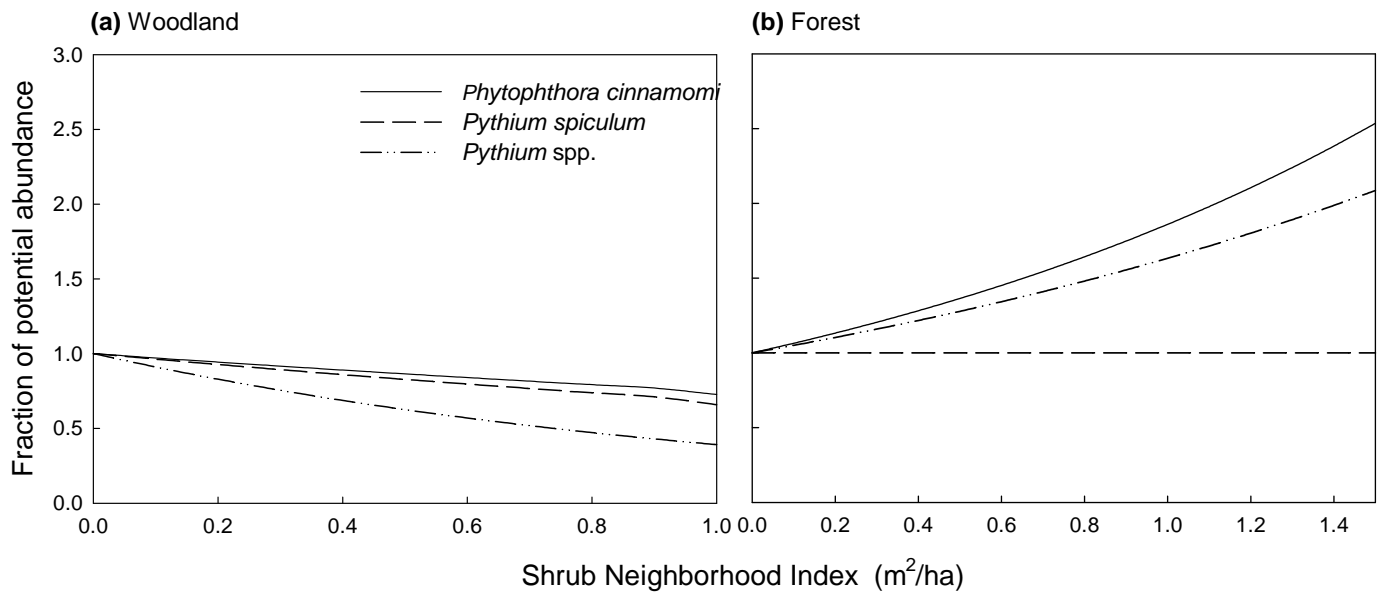 (a) Woodland
(b) Forest
3.0
2.5
2.0
1.5
1.0
0.5
0.0
Fraction of potential abundance
Phytophthora cinnamomi
Pythium spiculum
Pythium spp.
0.0 0.2 0.4 0.6 0.8 1.0
0.0 0.2 0.4 0.6 0.8 1.0 1.2 1.4
Shrub Neighborhood Index (m²/ha)